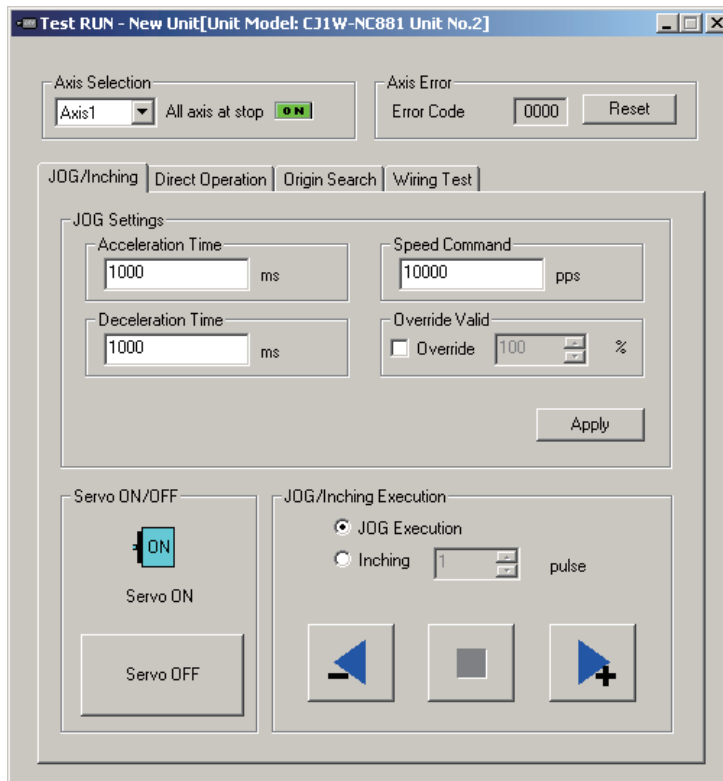 Test RUN - New Unit[Unit Model: CJ1W-NC881 Unit No.2]
Axis Selection
Axis1 All axis at stop ON
Axis Error
Error Code 0000 Reset
JOG/Inching Direct Operation Origin Search Wiring Test
JOG Settings
Acceleration Time
1000 ms
Speed Command
10000 pps
Deceleration Time
1000 ms
Override Valid
Override 100 %
Apply
Servo ON/OFF
ON
Servo ON
Servo OFF
JOG/Inching Execution
JOG Execution
Inching 1 pulse